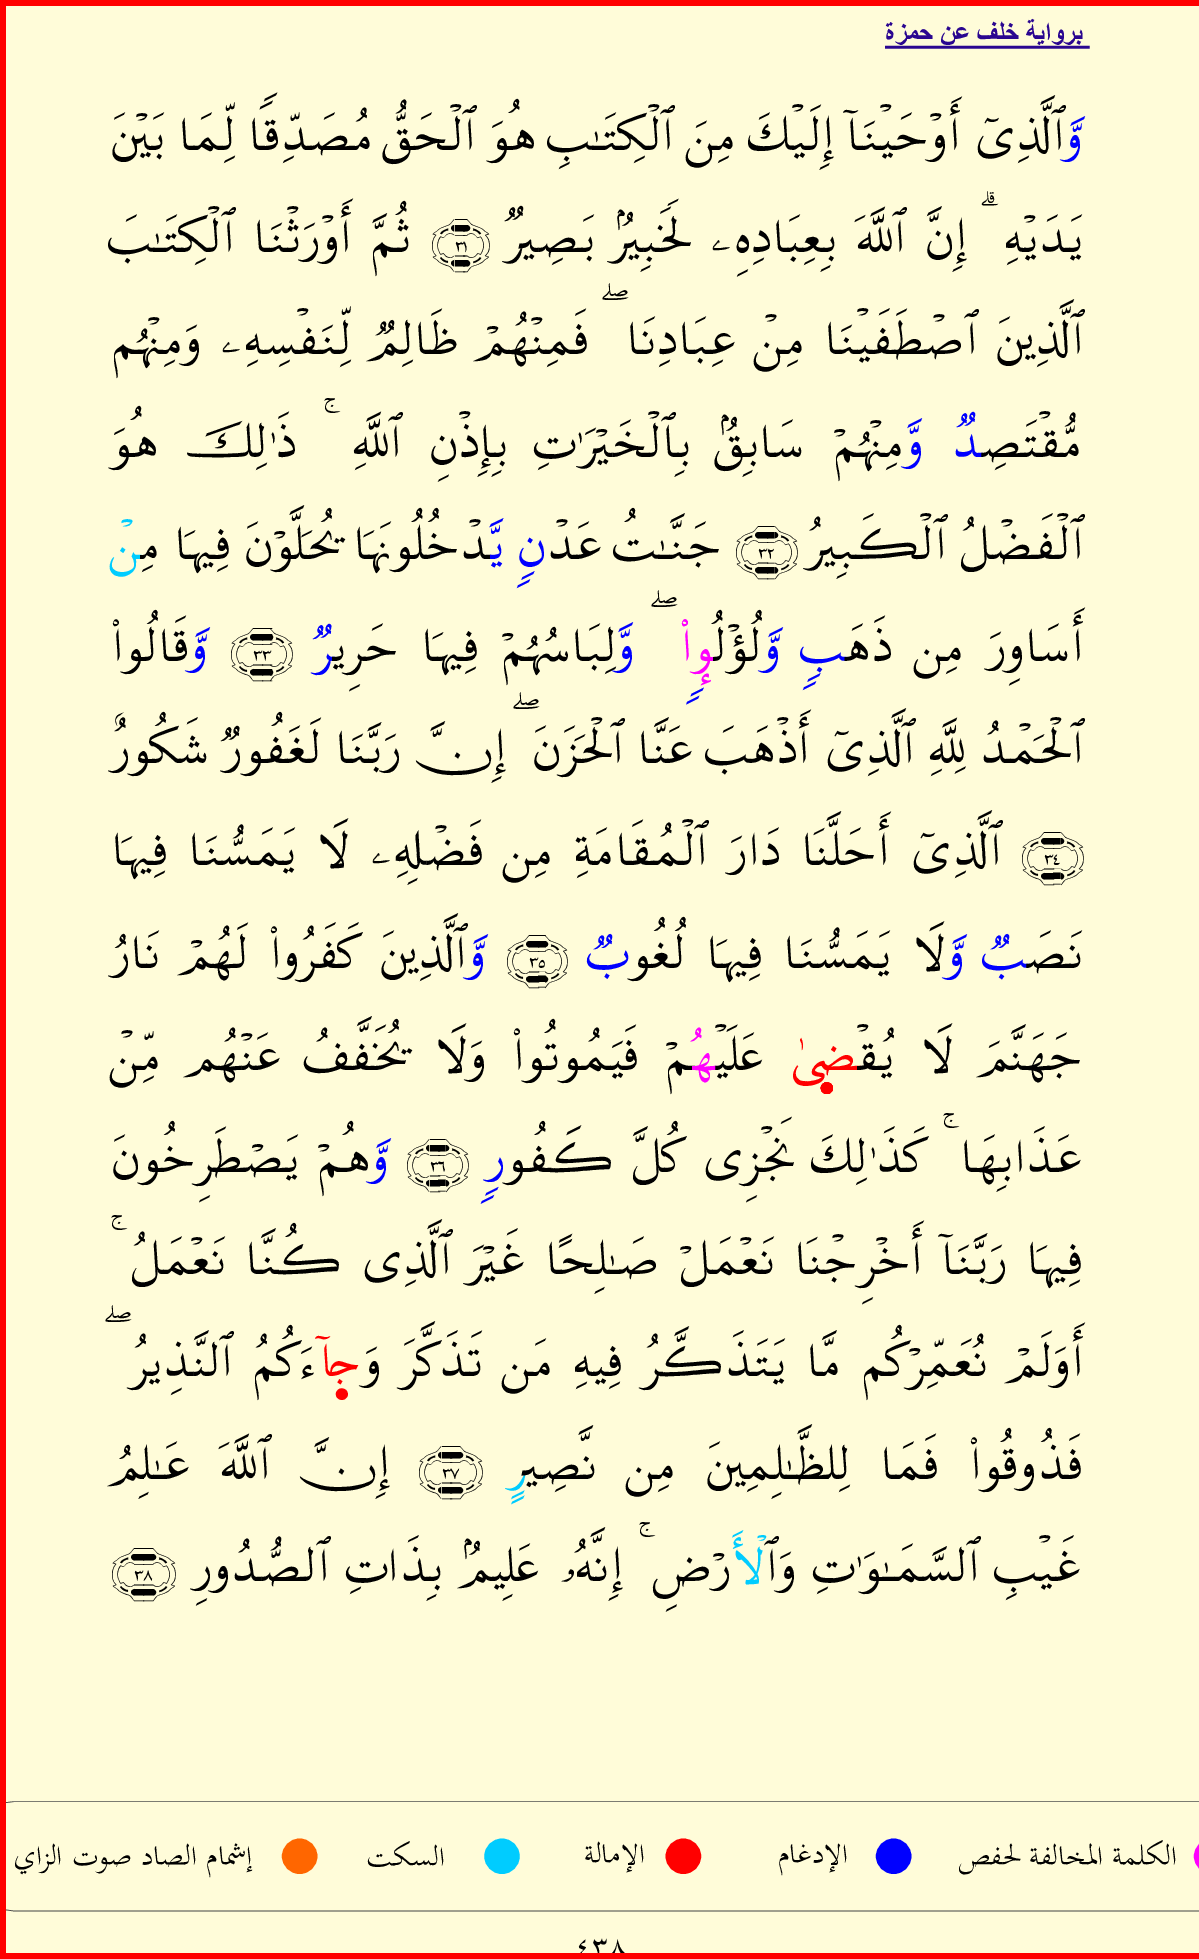 برواية خلف عن حمزة
وَّٱلَّذِىٓ أَوْحَيْنَآ إِلَيْكَ مِنَ ٱلْكِتَـٰبِ هُوَ ٱلْحَقُّ مُصَدِّقًا لِّمَا بَيْنَ
يَدَيْهِ ۗ إِنَّ ٱللَّهَ بِعِبَادِهِۦ لَخَبِيرٌۢ بَصِيرٌ ٣١ ثُمَّ أَوْرَثْنَا ٱلْكِتَـٰبَ
ٱلَّذِينَ ٱصْطَفَيْنَا مِنْ عِبَادِنَا ۖ فَمِنْهُمْ ظَالِمٌ لِّنَفْسِهِۦ وَمِنْهُم
مُّقْتَصِدٌ وَّمِنْهُمْ سَابِقٌۢ بِٱلْخَيْرَٰتِ بِإِذْنِ ٱللَّهِ ۚ ذَٰلِكَ هُوَ
ٱلْفَضْلُ ٱلْكَبِيرُ ٣٢ جَنَّـٰتُ عَدْنٍ يَّدْخُلُونَهَا يُحَلَّوْنَ فِيهَا مِنْ
أَسَاوِرَ مِن ذَهَبٍ وَّلُؤْلُوٍٕا۟ ۖ وَّلِبَاسُهُمْ فِيهَا حَرِيرٌ ٣٣ وَّقَالُوا۟
ٱلْحَمْدُ لِلَّهِ ٱلَّذِىٓ أَذْهَبَ عَنَّا ٱلْحَزَنَ ۖ إِنَّ رَبَّنَا لَغَفُورٌ شَكُورٌ
٣٤ ٱلَّذِىٓ أَحَلَّنَا دَارَ ٱلْمُقَامَةِ مِن فَضْلِهِۦ لَا يَمَسُّنَا فِيهَا
نَصَبٌ وَّلَا يَمَسُّنَا فِيهَا لُغُوبٌ ٣٥ وَّٱلَّذِينَ كَفَرُوا۟ لَهُمْ نَارُ
جَهَنَّمَ لَا يُقْضَىٰ عَلَيْهُمْ فَيَمُوتُوا۟ وَلَا يُخَفَّفُ عَنْهُم مِّنْ
عَذَابِهَا ۚ كَذَٰلِكَ نَجْزِى كُلَّ كَفُورٍ ٣٦ وَّهُمْ يَصْطَرِخُونَ
فِيهَا رَبَّنَآ أَخْرِجْنَا نَعْمَلْ صَـٰلِحًا غَيْرَ ٱلَّذِى كُنَّا نَعْمَلُ ۚ
أَوَلَمْ نُعَمِّرْكُم مَّا يَتَذَكَّرُ فِيهِ مَن تَذَكَّرَ وَجآءَكُمُ ٱلنَّذِيرُ ۖ
فَذُوقُوا۟ فَمَا لِلظَّـٰلِمِينَ مِن نَّصِيرٍ ٣٧ إِنَّ ٱللَّهَ عَـٰلِمُ
غَيْبِ ٱلسَّمَـٰوَٰتِ وَٱلْأَرْضِ ۚ إِنَّهُۥ عَلِيمٌۢ بِذَاتِ ٱلصُّدُورِ ٣٨
الكلمة المخالفة لحفص الإدغام الإمالة السكت إشمام الصاد صوت الزاي
٤٣٨